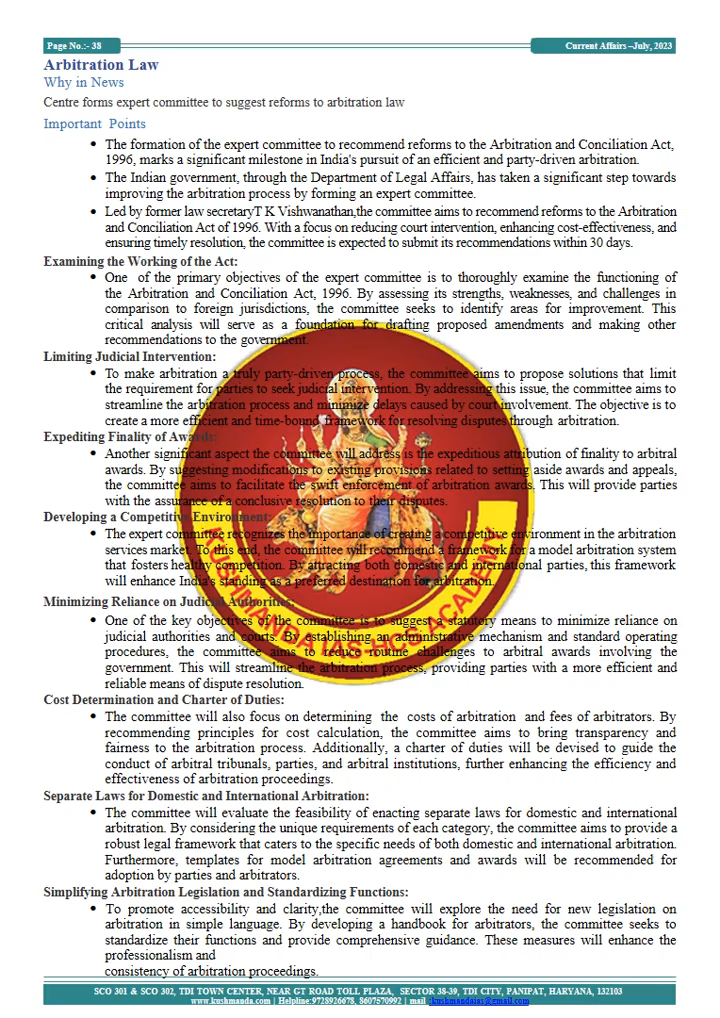 Page No.:- 38
Current Affairs –July, 2023
Arbitration Law
Why in News
Centre forms expert committee to suggest reforms to arbitration law
Important Points
• The formation of the expert committee to recommend reforms to the Arbitration and Conciliation Act,
1996, marks a significant milestone in India's pursuit of an efficient and party-driven arbitration.
• The Indian government, through the Department of Legal Affairs, has taken a significant step towards
improving the arbitration process by forming an expert committee.
• Led by former law secretaryT K Vishwanathan,the committee aims to recommend reforms to the Arbitration
and Conciliation Act of 1996. With a focus on reducing court intervention, enhancing cost-effectiveness, and
ensuring timely resolution, the committee is expected to submit its recommendations within 30 days.
Examining the Working of the Act:
• One of the primary objectives of the expert committee is to thoroughly examine the functioning of
the Arbitration and Conciliation Act, 1996. By assessing its strengths, weaknesses, and challenges in
comparison to foreign jurisdictions, the committee seeks to identify areas for improvement. This
critical analysis will serve as a foundation for drafting proposed amendments and making other
recommendations to the government.
Limiting Judicial Intervention:
• To make arbitration a truly party-driven process, the committee aims to propose solutions that limit
the requirement for parties to seek judicial intervention. By addressing this issue, the committee aims to
streamline the arbitration process and minimize delays caused by court involvement. The objective is to
create a more efficient and time-bound framework for resolving disputes through arbitration.
Expediting Finality of Awards:
• Another significant aspect the committee will address is the expeditious attribution of finality to arbitral
awards. By suggesting modifications to existing provisions related to setting aside awards and appeals,
the committee aims to facilitate the swift enforcement of arbitration awards. This will provide parties
with the assurance of a conclusive resolution to their disputes.
Developing a Competitive Environment:
• The expert committee recognizes the importance of creating a competitive environment in the arbitration
services market. To this end, the committee will recommend a framework for a model arbitration system
that fosters healthy competition. By attracting both domestic and international parties, this framework
will enhance India's standing as a preferred destination for arbitration.
Minimizing Reliance on Judicial Authorities:
• One of the key objectives of the committee is to suggest a statutory means to minimize reliance on
judicial authorities and courts. By establishing an administrative mechanism and standard operating
procedures, the committee aims to reduce routine challenges to arbitral awards involving the
government. This will streamline the arbitration process, providing parties with a more efficient and
reliable means of dispute resolution.
KUSHMANDA IAS-HCS ACADEMY
Cost Determination and Charter of Duties:
• The committee will also focus on determining the costs of arbitration and fees of arbitrators. By
recommending principles for cost calculation, the committee aims to bring transparency and
fairness to the arbitration process. Additionally, a charter of duties will be devised to guide the
conduct of arbitral tribunals, parties, and arbitral institutions, further enhancing the efficiency and
effectiveness of arbitration proceedings.
Separate Laws for Domestic and International Arbitration:
• The committee will evaluate the feasibility of enacting separate laws for domestic and international
arbitration. By considering the unique requirements of each category, the committee aims to provide a
robust legal framework that caters to the specific needs of both domestic and international arbitration.
Furthermore, templates for model arbitration agreements and awards will be recommended for
adoption by parties and arbitrators.
Simplifying Arbitration Legislation and Standardizing Functions:
• To promote accessibility and clarity,the committee will explore the need for new legislation on
arbitration in simple language. By developing a handbook for arbitrators, the committee seeks to
standardize their functions and provide comprehensive guidance. These measures will enhance the
professionalism and
consistency of arbitration proceedings.
SCO 301 & SCO 302, TDI TOWN CENTER, NEAR GT ROAD TOLL PLAZA, SECTOR 38-39, TDI CITY, PANIPAT, HARYANA, 132103
www.kushmanda.com | Helpline:9728926678, 8607570992 | mail :kushmandaias@gmail.com